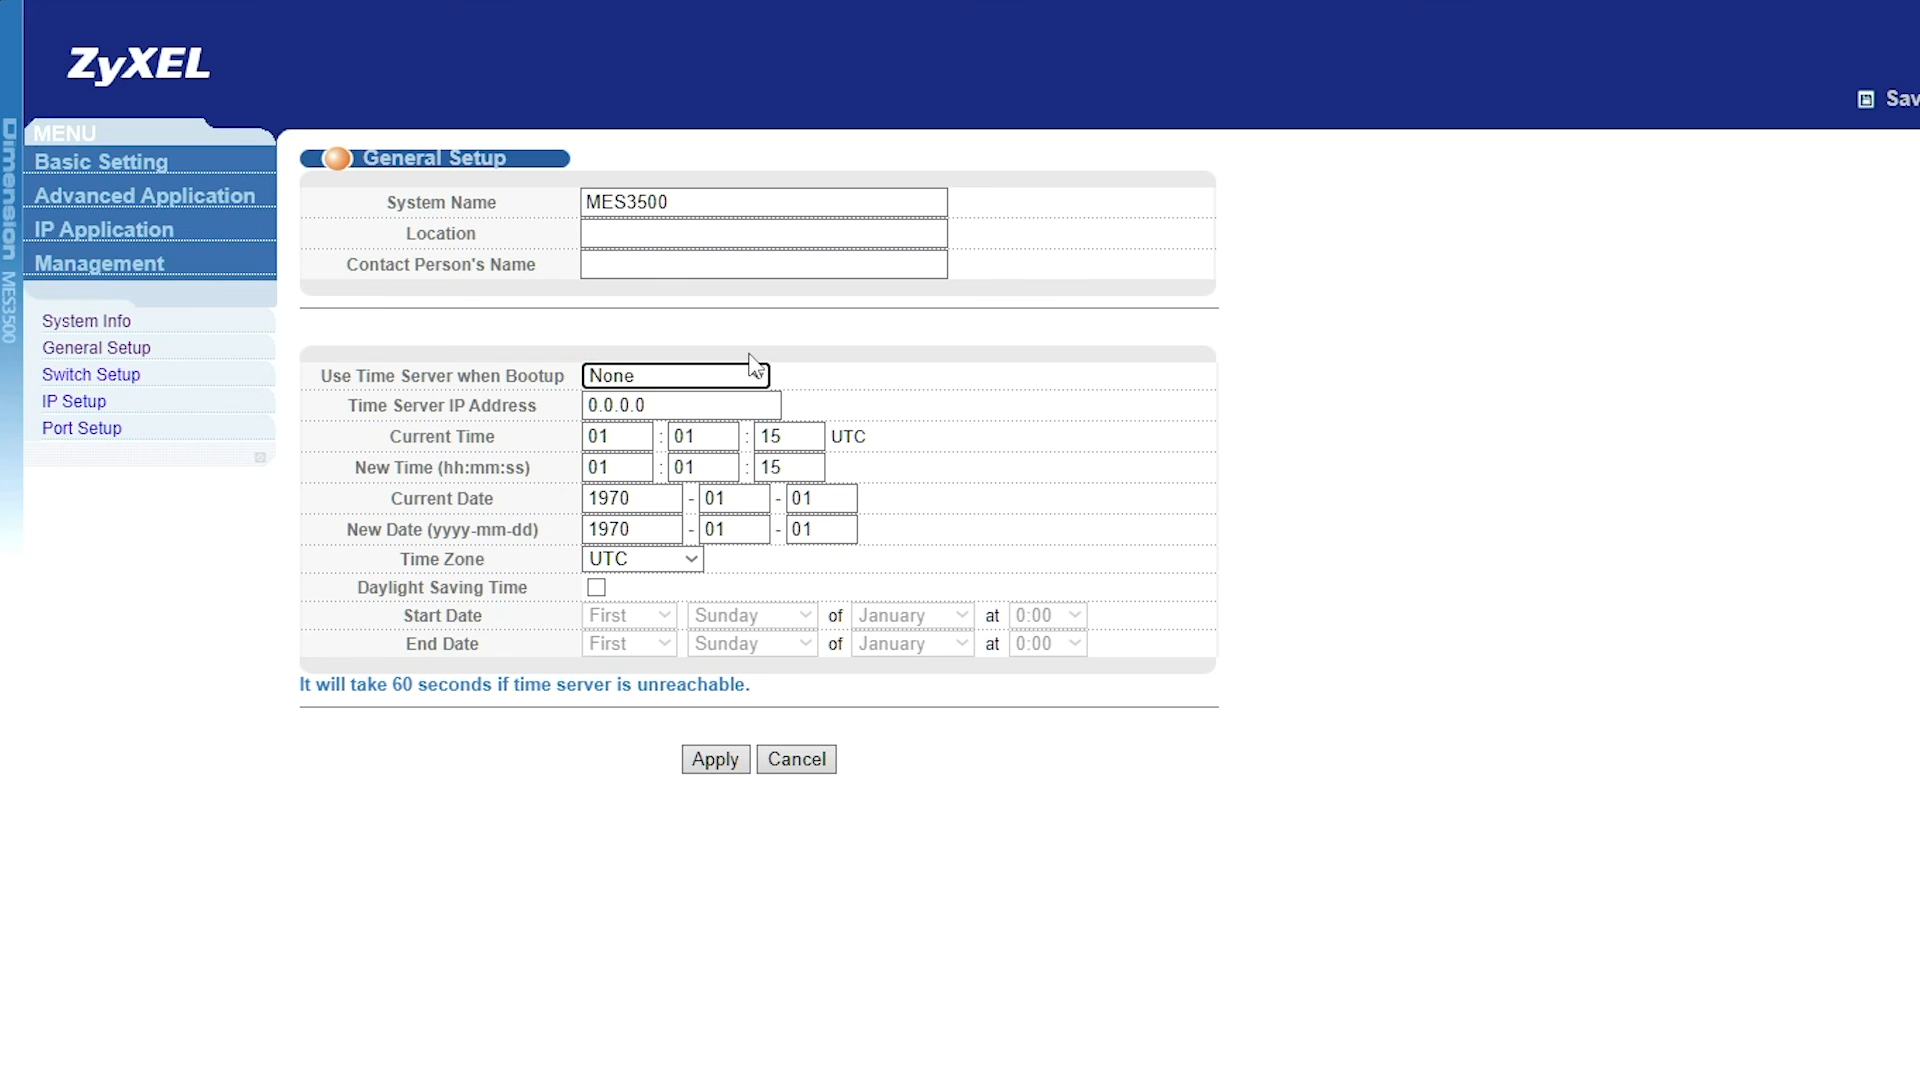 ZyXEL
Sav
Dimension MES3500
MENU
Basic Setting
Advanced Application
IP Application
Management
System Info
General Setup
Switch Setup
IP Setup
Port Setup
General Setup
System Name MES3500
Location
Contact Person's Name
Use Time Server when Bootup None
Time Server IP Address 0.0.0.0
Current Time 01 : 01 : 15 UTC
New Time (hh:mm:ss) 01 : 01 : 15
Current Date 1970 - 01 - 01
New Date (yyyy-mm-dd) 1970 - 01 - 01
Time Zone UTC
Daylight Saving Time
Start Date First Sunday of January at 0:00
End Date First Sunday of January at 0:00
It will take 60 seconds if time server is unreachable.
Apply Cancel